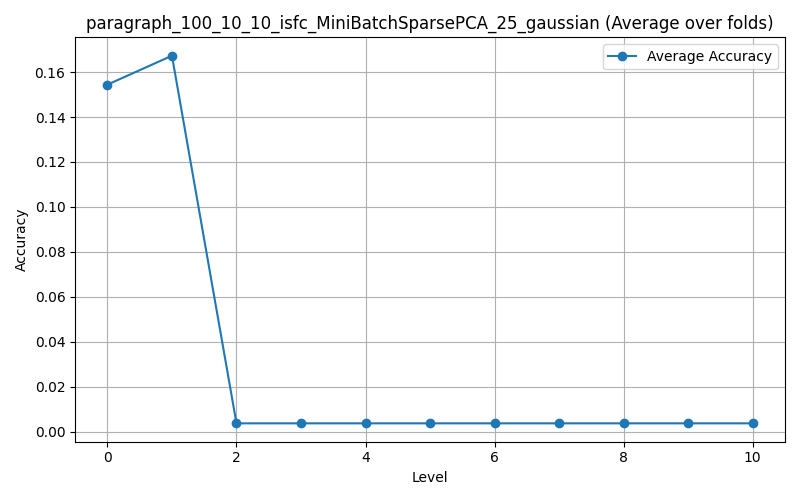 paragraph_100_10_10_isfc_MiniBatchSparsePCA_25_gaussian (Average over folds)
Average Accuracy
0.16
0.14
0.12
0.10
0.08
0.06
0.04
0.02
0.00
Accuracy
0 2 4 6 8 10
Level